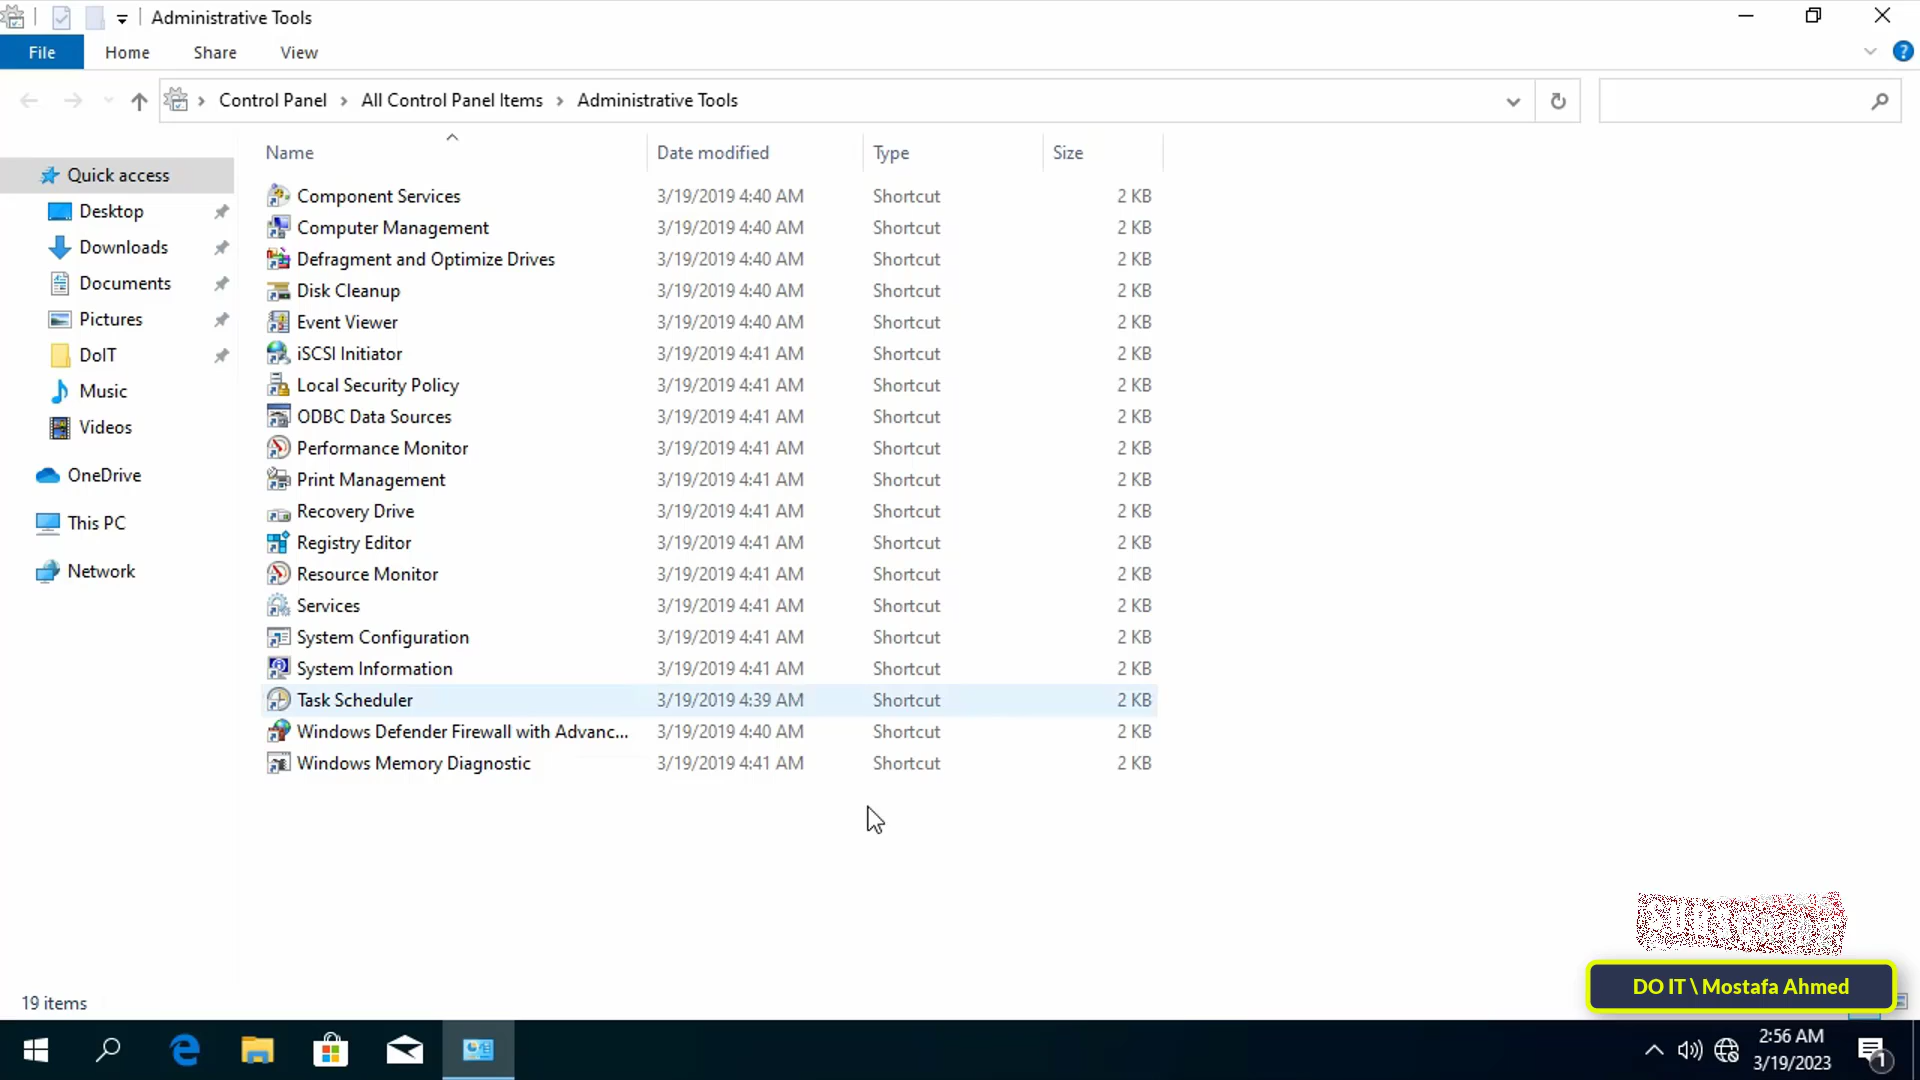 Administrative Tools
File Home Share View
Control Panel All Control Panel Items Administrative Tools
Name Date modified Type Size
Quick access
Desktop
Downloads
Documents
Pictures
DoIT
Music
Videos
OneDrive
This PC
Network
Component Services 3/19/2019 4:40 AM Shortcut 2 KB
Computer Management 3/19/2019 4:40 AM Shortcut 2 KB
Defragment and Optimize Drives 3/19/2019 4:40 AM Shortcut 2 KB
Disk Cleanup 3/19/2019 4:40 AM Shortcut 2 KB
Event Viewer 3/19/2019 4:40 AM Shortcut 2 KB
iSCSI Initiator 3/19/2019 4:41 AM Shortcut 2 KB
Local Security Policy 3/19/2019 4:41 AM Shortcut 2 KB
ODBC Data Sources 3/19/2019 4:41 AM Shortcut 2 KB
Performance Monitor 3/19/2019 4:41 AM Shortcut 2 KB
Print Management 3/19/2019 4:41 AM Shortcut 2 KB
Recovery Drive 3/19/2019 4:41 AM Shortcut 2 KB
Registry Editor 3/19/2019 4:41 AM Shortcut 2 KB
Resource Monitor 3/19/2019 4:41 AM Shortcut 2 KB
Services 3/19/2019 4:41 AM Shortcut 2 KB
System Configuration 3/19/2019 4:41 AM Shortcut 2 KB
System Information 3/19/2019 4:41 AM Shortcut 2 KB
Task Scheduler 3/19/2019 4:39 AM Shortcut 2 KB
Windows Defender Firewall with Advanc... 3/19/2019 4:40 AM Shortcut 2 KB
Windows Memory Diagnostic 3/19/2019 4:41 AM Shortcut 2 KB
SUBSCRIBE
DO IT \ Mostafa Ahmed
19 items
2:56 AM
3/19/2023
1